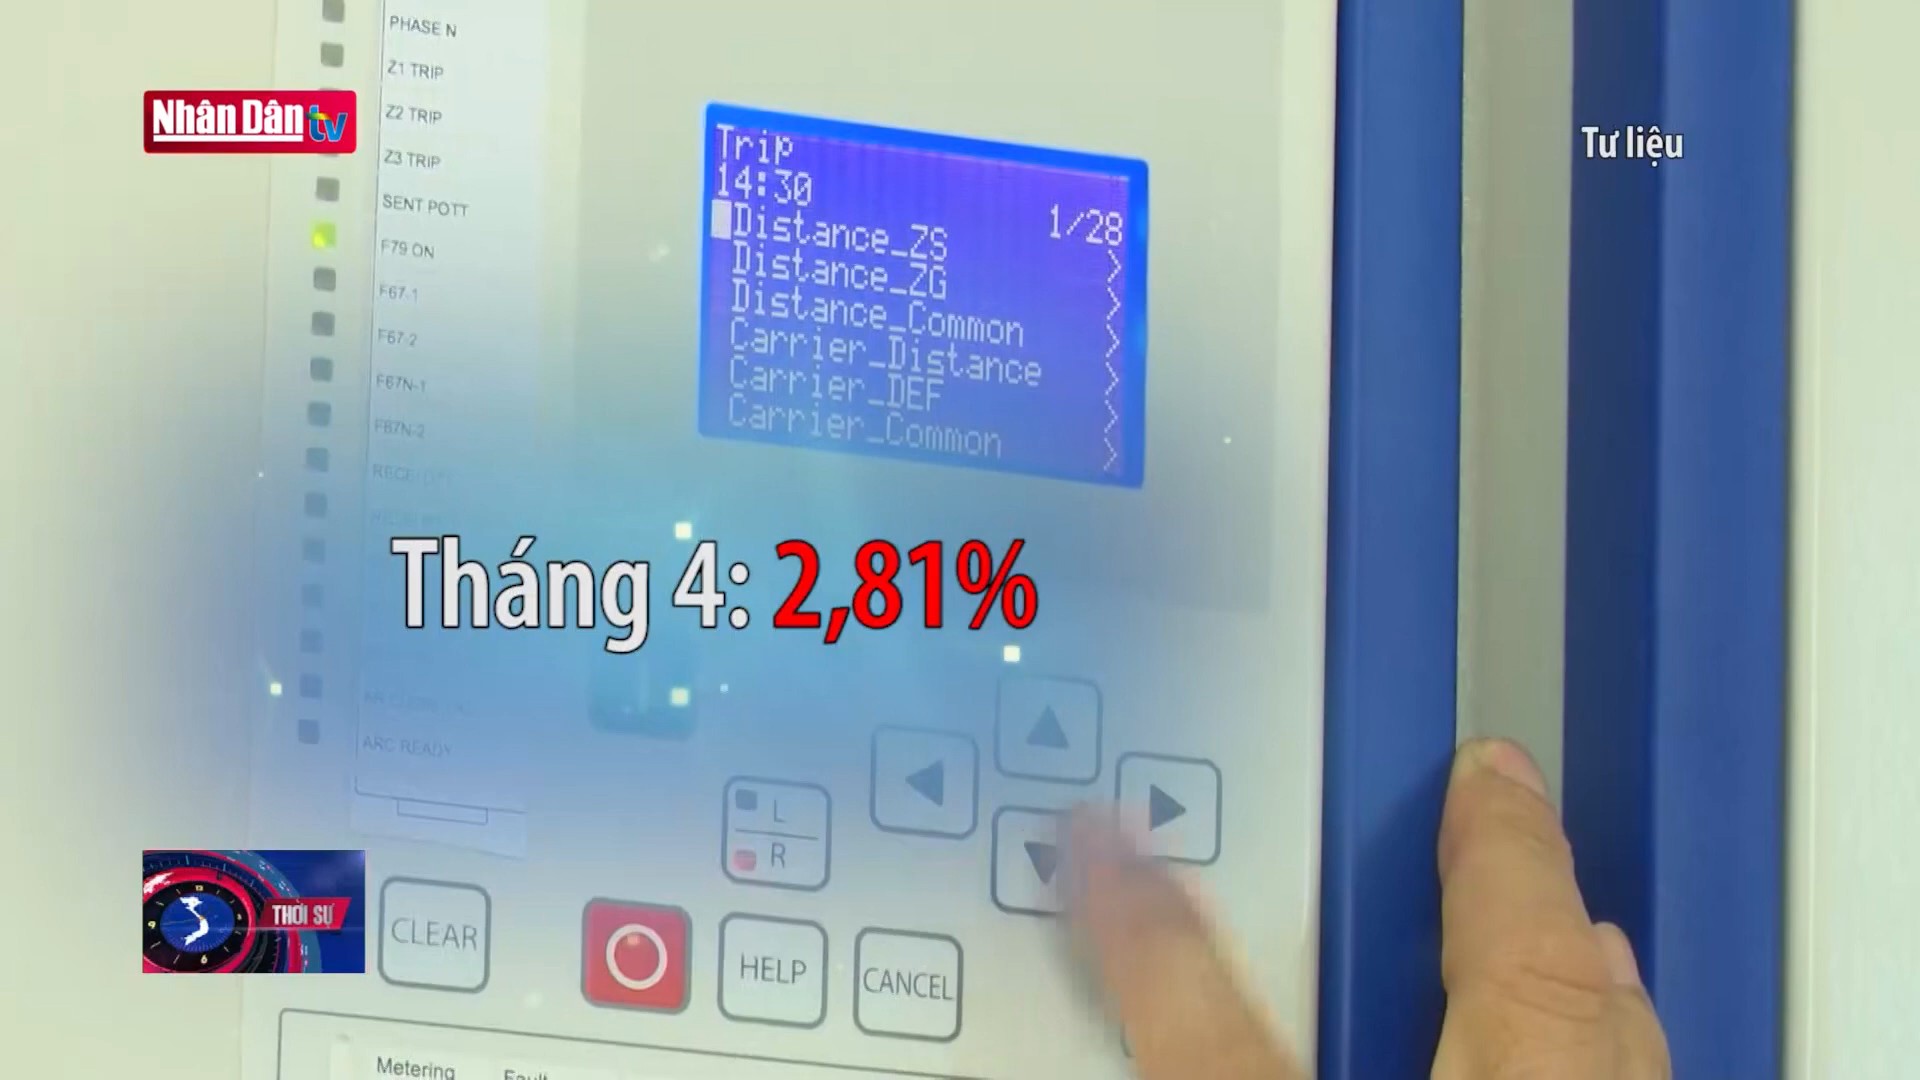 PHASE N
Z1 TRIP
Z2 TRIP
Z3 TRIP
SENT POTT
F79 ON
F67-1
F67-2
F67N-1
F67N-2
ARC READY
Nhân Dân tv
Tư liệu
Trip
14:30 1/28
Distance_ZS >
Distance_ZG >
Distance_Common >
Carrier_Distance >
Carrier_DEF >
Carrier_Common >
Tháng 4: 2,81%
L
R
THỜI SỰ
CLEAR
HELP
CANCEL
Metering